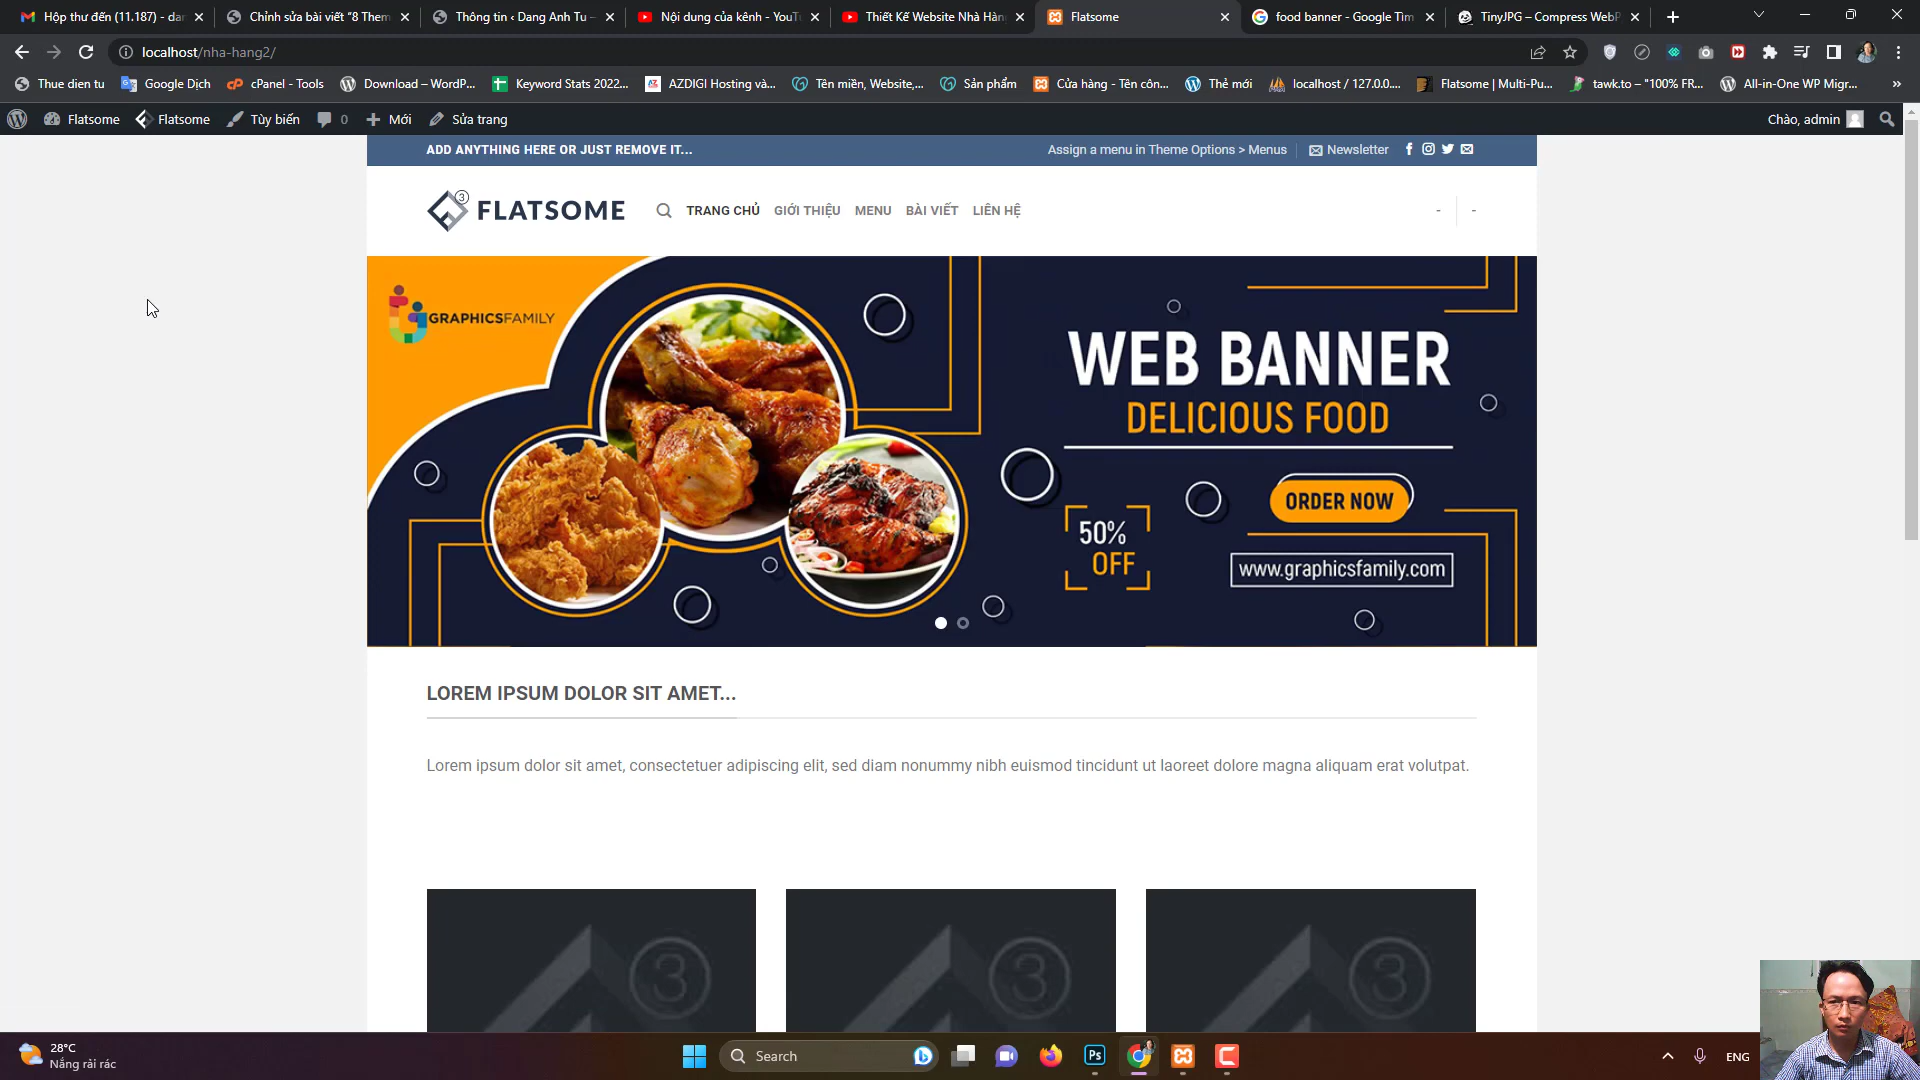 Hộp thư đến (11.187) - dan
Chỉnh sửa bài viết “8 Them
Thông tin ‹ Dang Anh Tu —
Nội dung của kênh - YouTu
Thiết Kế Website Nhà Hàng
Flatsome
food banner - Google Tìm
TinyJPG – Compress WebP
localhost/nha-hang2/
Thue dien tu
Google Dịch
cPanel - Tools
Download – WordP...
Keyword Stats 2022...
AZDIGI Hosting và...
Tên miền, Website,...
Sản phẩm
Cửa hàng - Tên côn...
Thẻ mới
localhost / 127.0.0....
Flatsome | Multi-Pu...
tawk.to – "100% FR...
All-in-One WP Migr...
»
Flatsome
Flatsome
Tùy biến
0
Mới
Sửa trang
Chào, admin
ADD ANYTHING HERE OR JUST REMOVE IT...
Assign a menu in Theme Options > Menus
Newsletter
3
FLATSOME
TRANG CHỦ
GIỚI THIỆU
MENU
BÀI VIẾT
LIÊN HỆ
-
-
GRAPHICSFAMILY
WEB BANNER
DELICIOUS FOOD
ORDER NOW
50%
OFF
www.graphicsfamily.com
LOREM IPSUM DOLOR SIT AMET...
Lorem ipsum dolor sit amet, consectetuer adipiscing elit, sed diam nonummy nibh euismod tincidunt ut laoreet dolore magna aliquam erat volutpat.
3
3
3
28°C
Nắng rải rác
Search
Ps
ENG